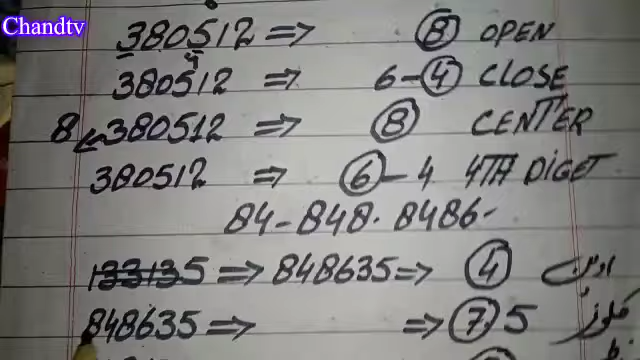 Chandtv
380512 => 8 OPEN
4
380512 => 6-4 CLOSE
8 380512 => 8 CENTER
380512 => 6-4 4TH DIGET
84-848. 8486-
133135 => 848635 => 4 اوپن
848635 => => 7.5 کلوز